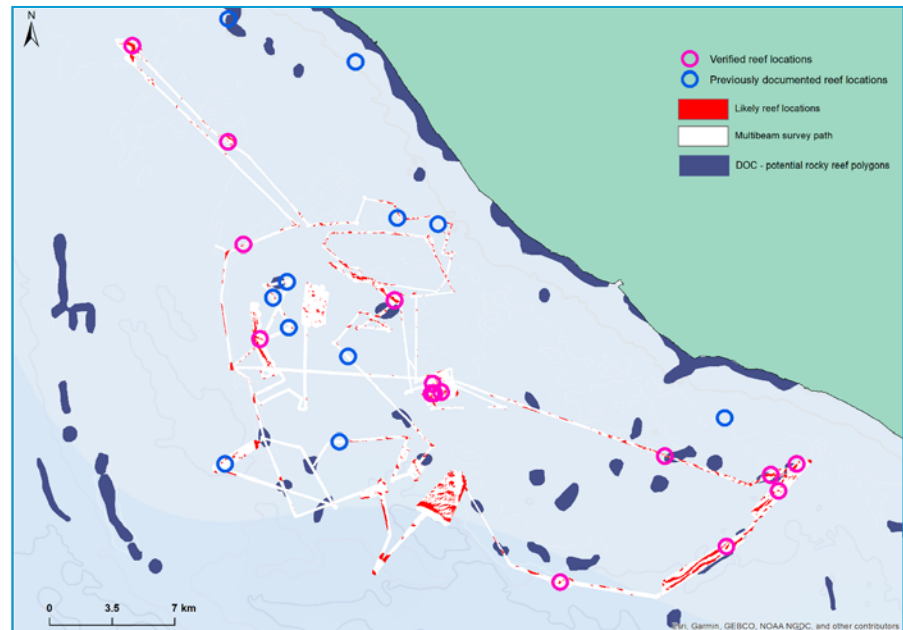 N
Verified reef locations
Previously documented reef locations
Likely reef locations
Multibeam survey path
DOC - potential rocky reef polygons
0 3.5 7 km
Esri, Garmin, GEBCO, NOAA NGDC, and other contributors